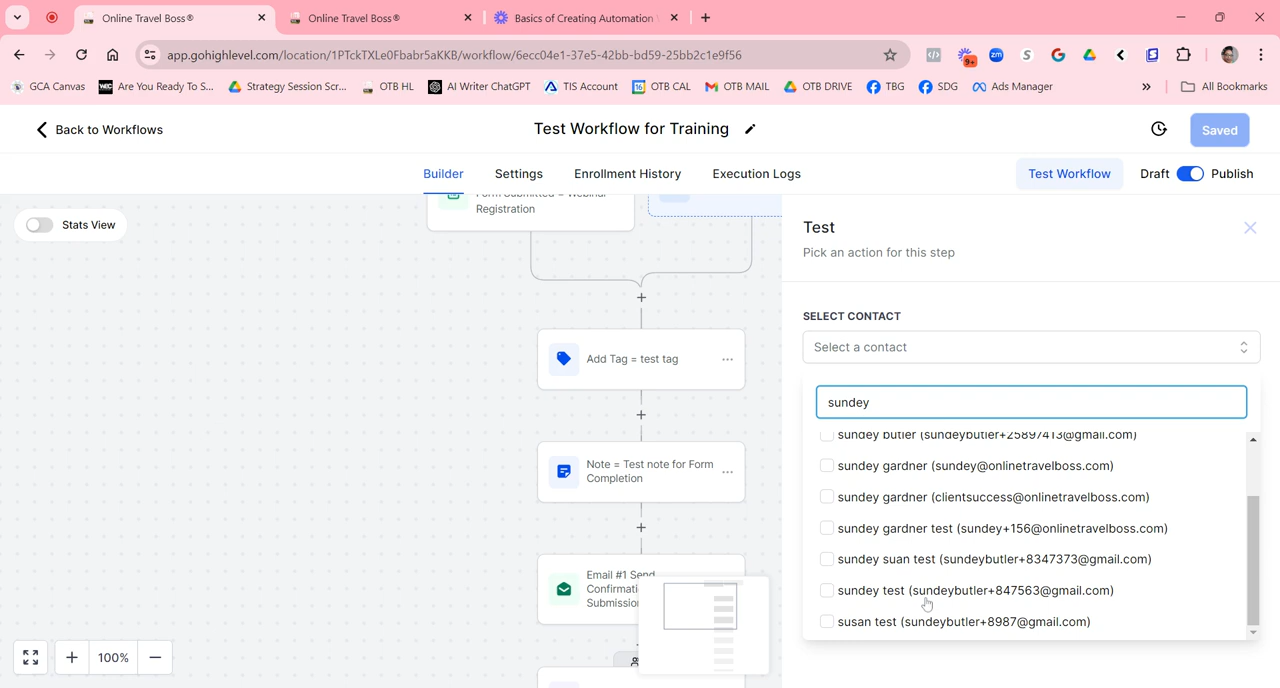 Online Travel Boss®
Online Travel Boss®
Basics of Creating Automation
app.gohighlevel.com/location/1PTckTXLe0Fbabr5aKKB/workflow/6ecc04e1-37e5-42bb-bd59-25bb2c1e9f56
9+
zm
GCA Canvas
Are You Ready To S...
Strategy Session Scr...
OTB HL
AI Writer ChatGPT
TIS Account
OTB CAL
OTB MAIL
OTB DRIVE
TBG
SDG
Ads Manager
All Bookmarks
Back to Workflows
Test Workflow for Training
Saved
Builder
Settings
Enrollment History
Execution Logs
Test Workflow
Draft
Publish
Stats View
Form Submitted = Webinar
Registration
Add Tag = test tag
Note = Test note for Form
Completion
Email #1 Send
Confirmati
Submissio
100%
Test
Pick an action for this step
SELECT CONTACT
Select a contact
sundey
sundey butler (sundeybutler+25897413@gmail.com)
sundey gardner (sundey@onlinetravelboss.com)
sundey gardner (clientsuccess@onlinetravelboss.com)
sundey gardner test (sundey+156@onlinetravelboss.com)
sundey suan test (sundeybutler+8347373@gmail.com)
sundey test (sundeybutler+847563@gmail.com)
susan test (sundeybutler+8987@gmail.com)